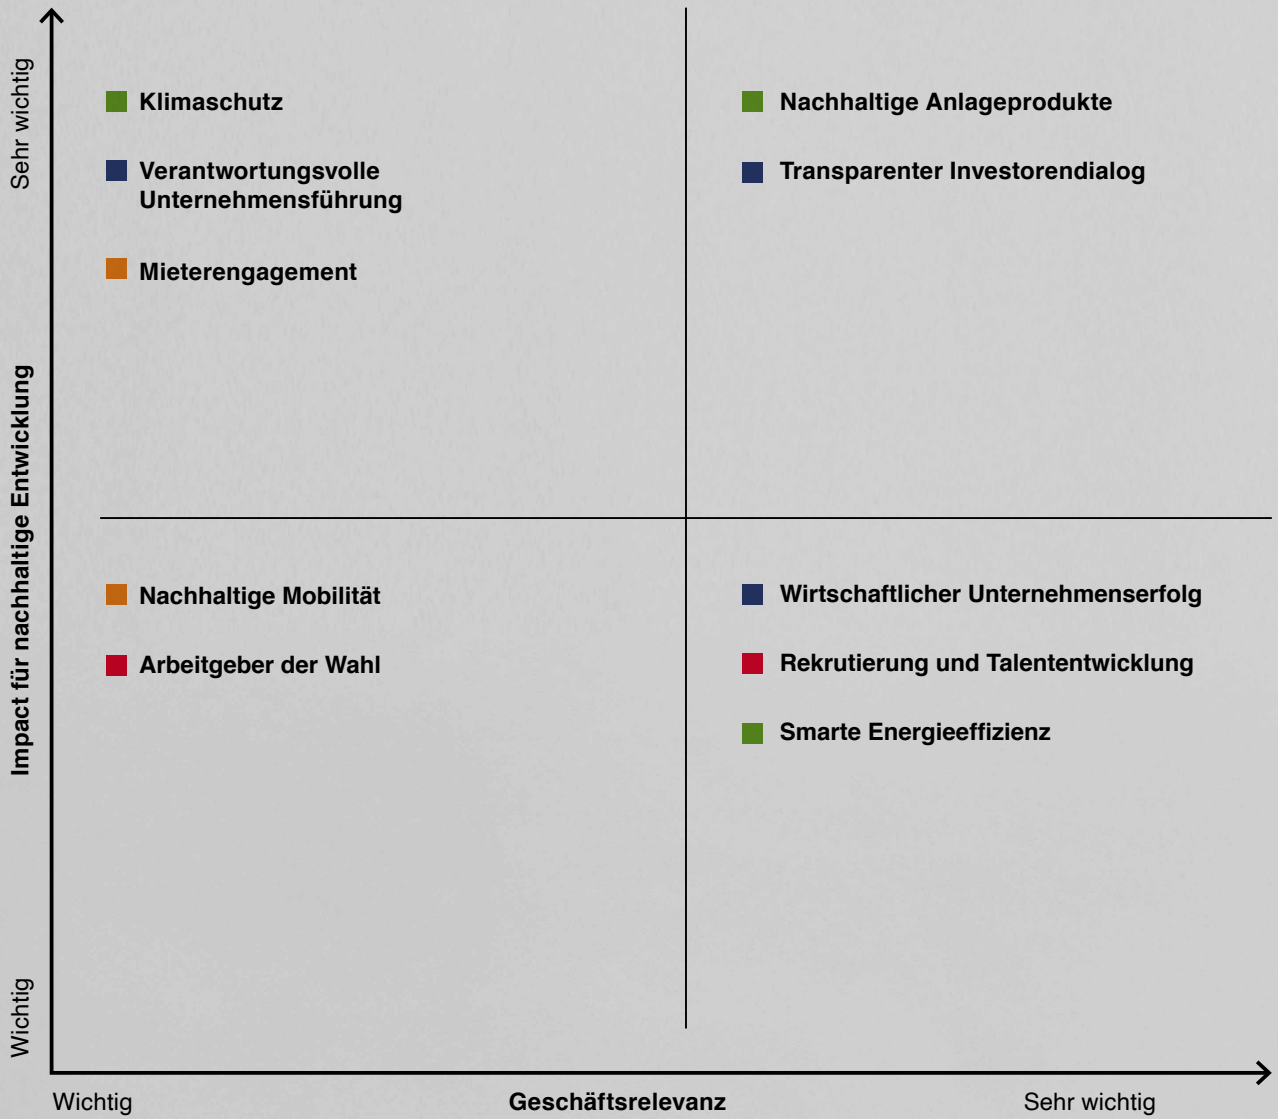 Sehr wichtig
Impact für nachhaltige Entwicklung
Wichtig
Klimaschutz
Verantwortungsvolle
Unternehmensführung
Mieterengagement
Nachhaltige Anlageprodukte
Transparenter Investorendialog
Nachhaltige Mobilität
Arbeitgeber der Wahl
Wirtschaftlicher Unternehmenserfolg
Rekrutierung und Talententwicklung
Smarte Energieeffizienz
Wichtig
Geschäftsrelevanz
Sehr wichtig